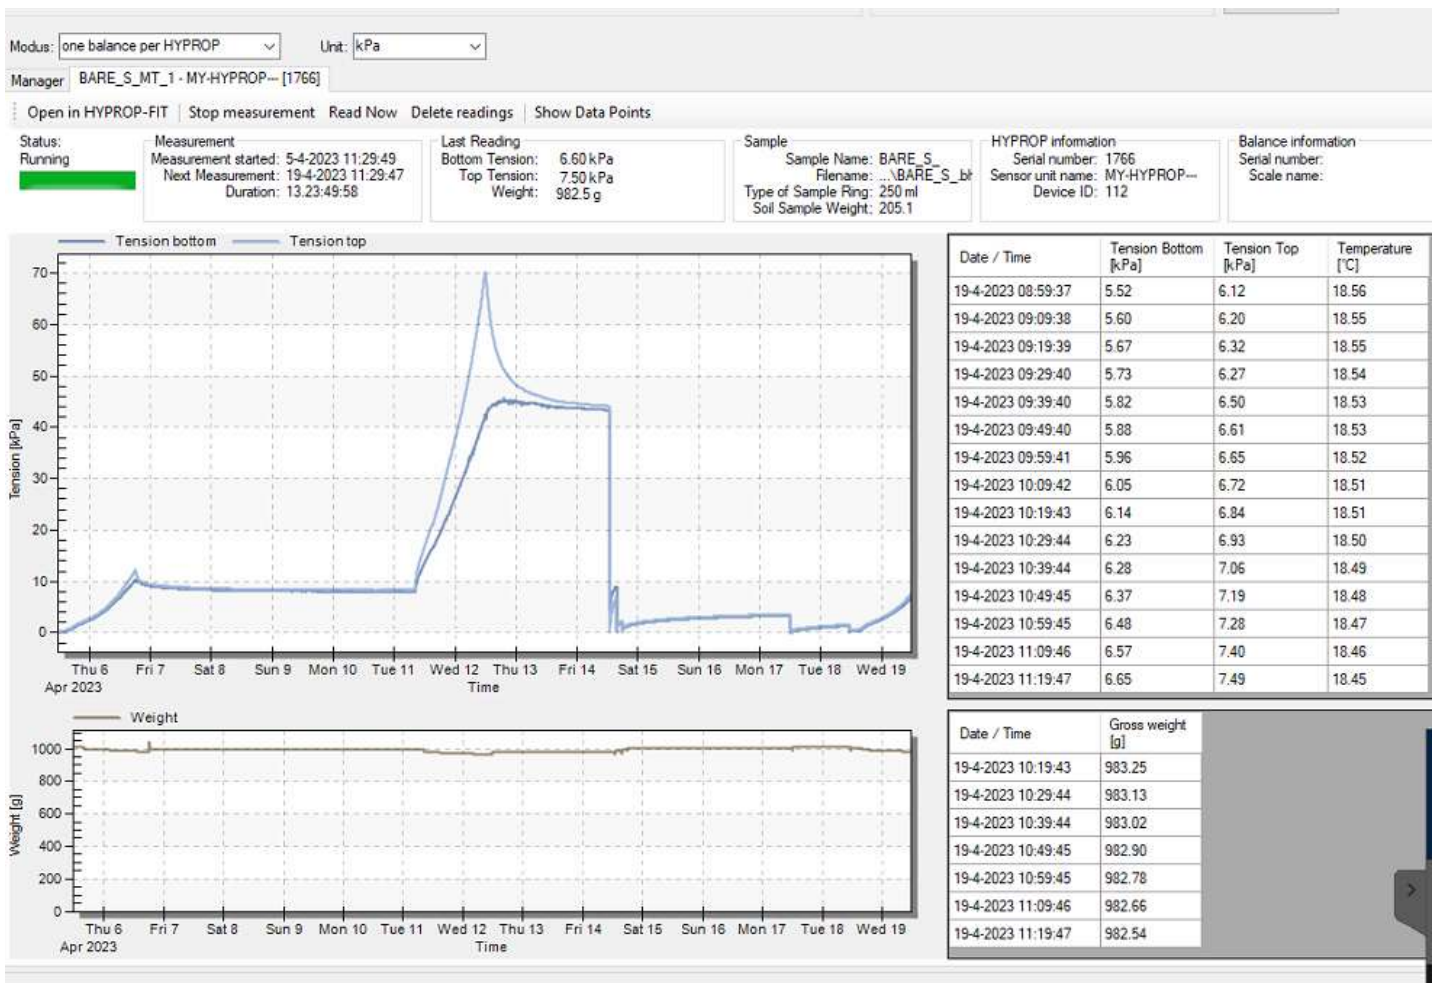 Modus: one balance per HYPROP Unit: kPa
Manager BARE_S_MT_1 - MY-HYPROP--- [1766]
Open in HYPROP-FIT Stop measurement Read Now Delete readings Show Data Points
Status:
Running
Measurement
Measurement started: 5-4-2023 11:29:49
Next Measurement: 19-4-2023 11:29:47
Duration: 13.23:49:58
Last Reading
Bottom Tension: 6.60 kPa
Top Tension: 7.50 kPa
Weight: 982.5 g
Sample
Sample Name: BARE_S_
Filename: ...\BARE_S_bh
Type of Sample Ring: 250 ml
Soil Sample Weight: 205.1
HYPROP information
Serial number: 1766
Sensor unit name: MY-HYPROP---
Device ID: 112
Balance information
Serial number:
Scale name:
Tension bottom Tension top
Tension [kPa]
70
60
50
40
30
20
10
0
Thu 6 Fri 7 Sat 8 Sun 9 Mon 10 Tue 11 Wed 12 Thu 13 Fri 14 Sat 15 Sun 16 Mon 17 Tue 18 Wed 19
Apr 2023 Time
Date / Time Tension Bottom [kPa] Tension Top [kPa] Temperature [°C]
19-4-2023 08:59:37 5.52 6.12 18.56
19-4-2023 09:09:38 5.60 6.20 18.55
19-4-2023 09:19:39 5.67 6.32 18.55
19-4-2023 09:29:40 5.73 6.27 18.54
19-4-2023 09:39:40 5.82 6.50 18.53
19-4-2023 09:49:40 5.88 6.61 18.53
19-4-2023 09:59:41 5.96 6.65 18.52
19-4-2023 10:09:42 6.05 6.72 18.51
19-4-2023 10:19:43 6.14 6.84 18.51
19-4-2023 10:29:44 6.23 6.93 18.50
19-4-2023 10:39:44 6.28 7.06 18.49
19-4-2023 10:49:45 6.37 7.19 18.48
19-4-2023 10:59:45 6.48 7.28 18.47
19-4-2023 11:09:46 6.57 7.40 18.46
19-4-2023 11:19:47 6.65 7.49 18.45
Weight
Weight [g]
1000
800
600
400
200
0
Thu 6 Fri 7 Sat 8 Sun 9 Mon 10 Tue 11 Wed 12 Thu 13 Fri 14 Sat 15 Sun 16 Mon 17 Tue 18 Wed 19
Apr 2023 Time
Date / Time Gross weight [g]
19-4-2023 10:19:43 983.25
19-4-2023 10:29:44 983.13
19-4-2023 10:39:44 983.02
19-4-2023 10:49:45 982.90
19-4-2023 10:59:45 982.78
19-4-2023 11:09:46 982.66
19-4-2023 11:19:47 982.54